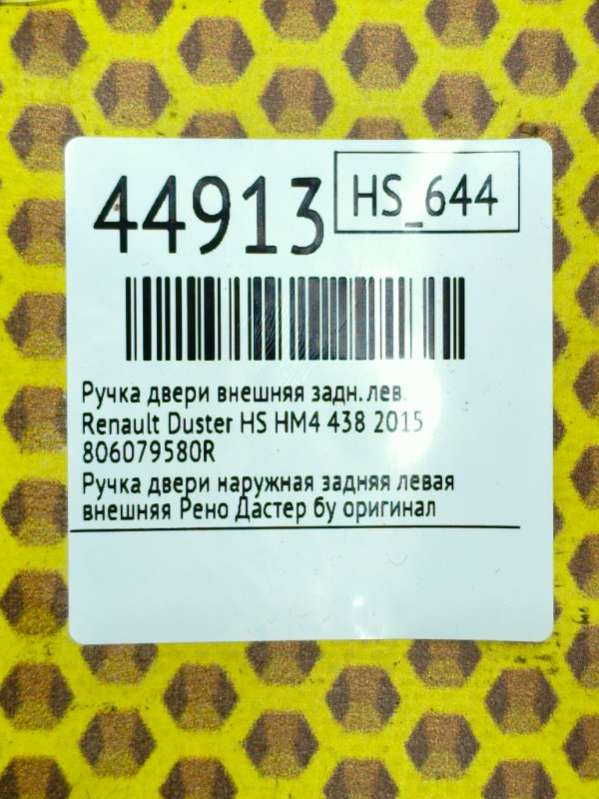 44913
HS_644
Ручка двери внешняя задн.лев.
Renault Duster HS HM4 438 2015
806079580R
Ручка двери наружная задняя левая
внешняя Рено Дастер бу оригинал